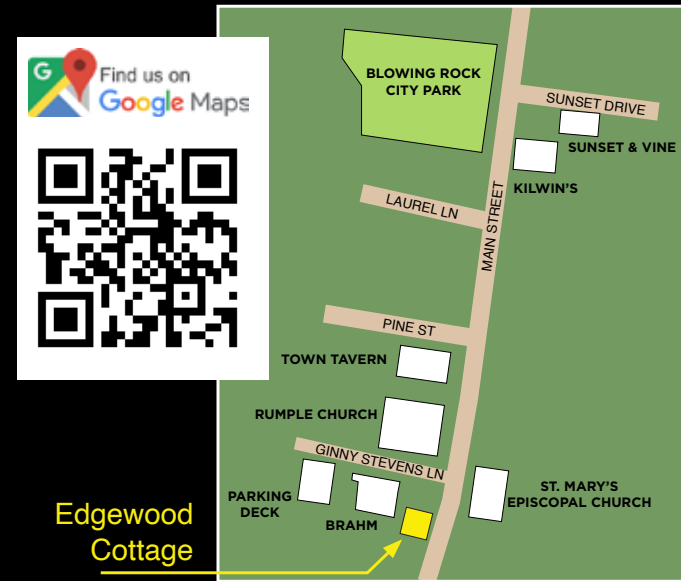 G
Find us on
Google Maps
BLOWING ROCK
CITY PARK
SUNSET DRIVE
SUNSET & VINE
KILWIN'S
LAUREL LN
MAIN STREET
PINE ST
TOWN TAVERN
RUMPLE CHURCH
GINNY STEVENS LN
PARKING
DECK
BRAHM
ST. MARY'S
EPISCOPAL CHURCH
Edgewood
Cottage